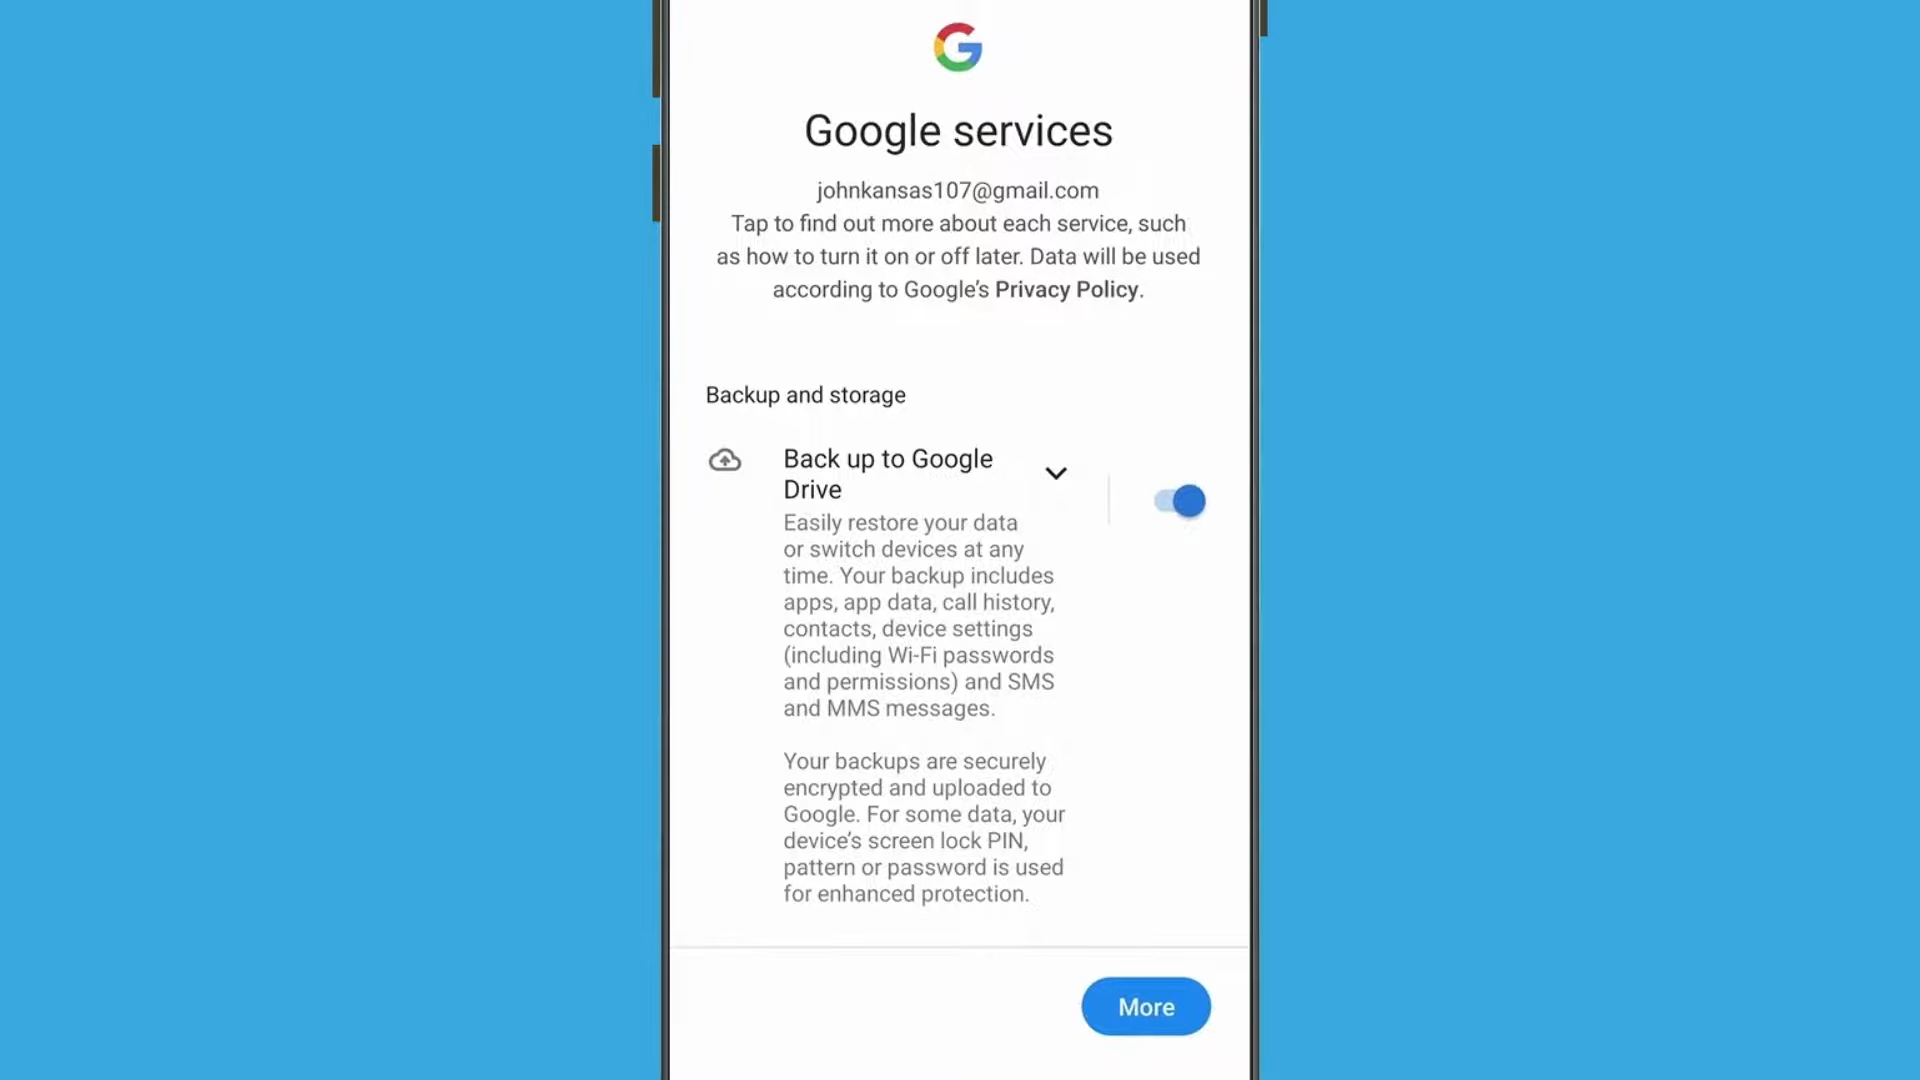 Google services
johnkansas107@gmail.com
Tap to find out more about each service, such
as how to turn it on or off later. Data will be used
according to Google’s Privacy Policy.
Backup and storage
Back up to Google
Drive
Easily restore your data
or switch devices at any
time. Your backup includes
apps, app data, call history,
contacts, device settings
(including Wi-Fi passwords
and permissions) and SMS
and MMS messages.
Your backups are securely
encrypted and uploaded to
Google. For some data, your
device’s screen lock PIN,
pattern or password is used
for enhanced protection.
More